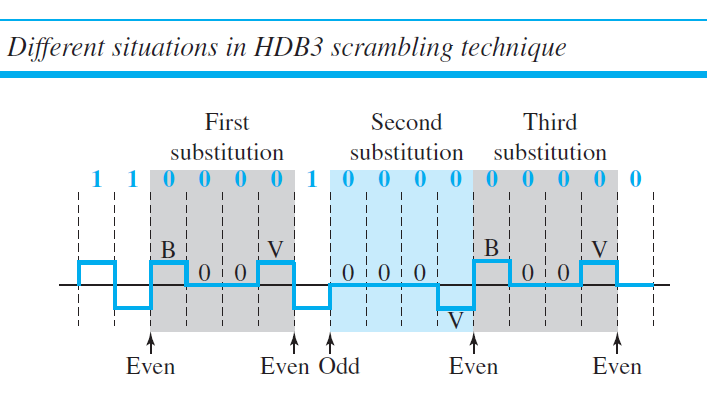 Different situations in HDB3 scrambling technique
First Second Third
substitution substitution substitution
1 1 0 0 0 0 1 0 0 0 0 0 0 0 0 0
B V B V
0 0 0 0 0 0 0
V
Even Even Odd Even Even